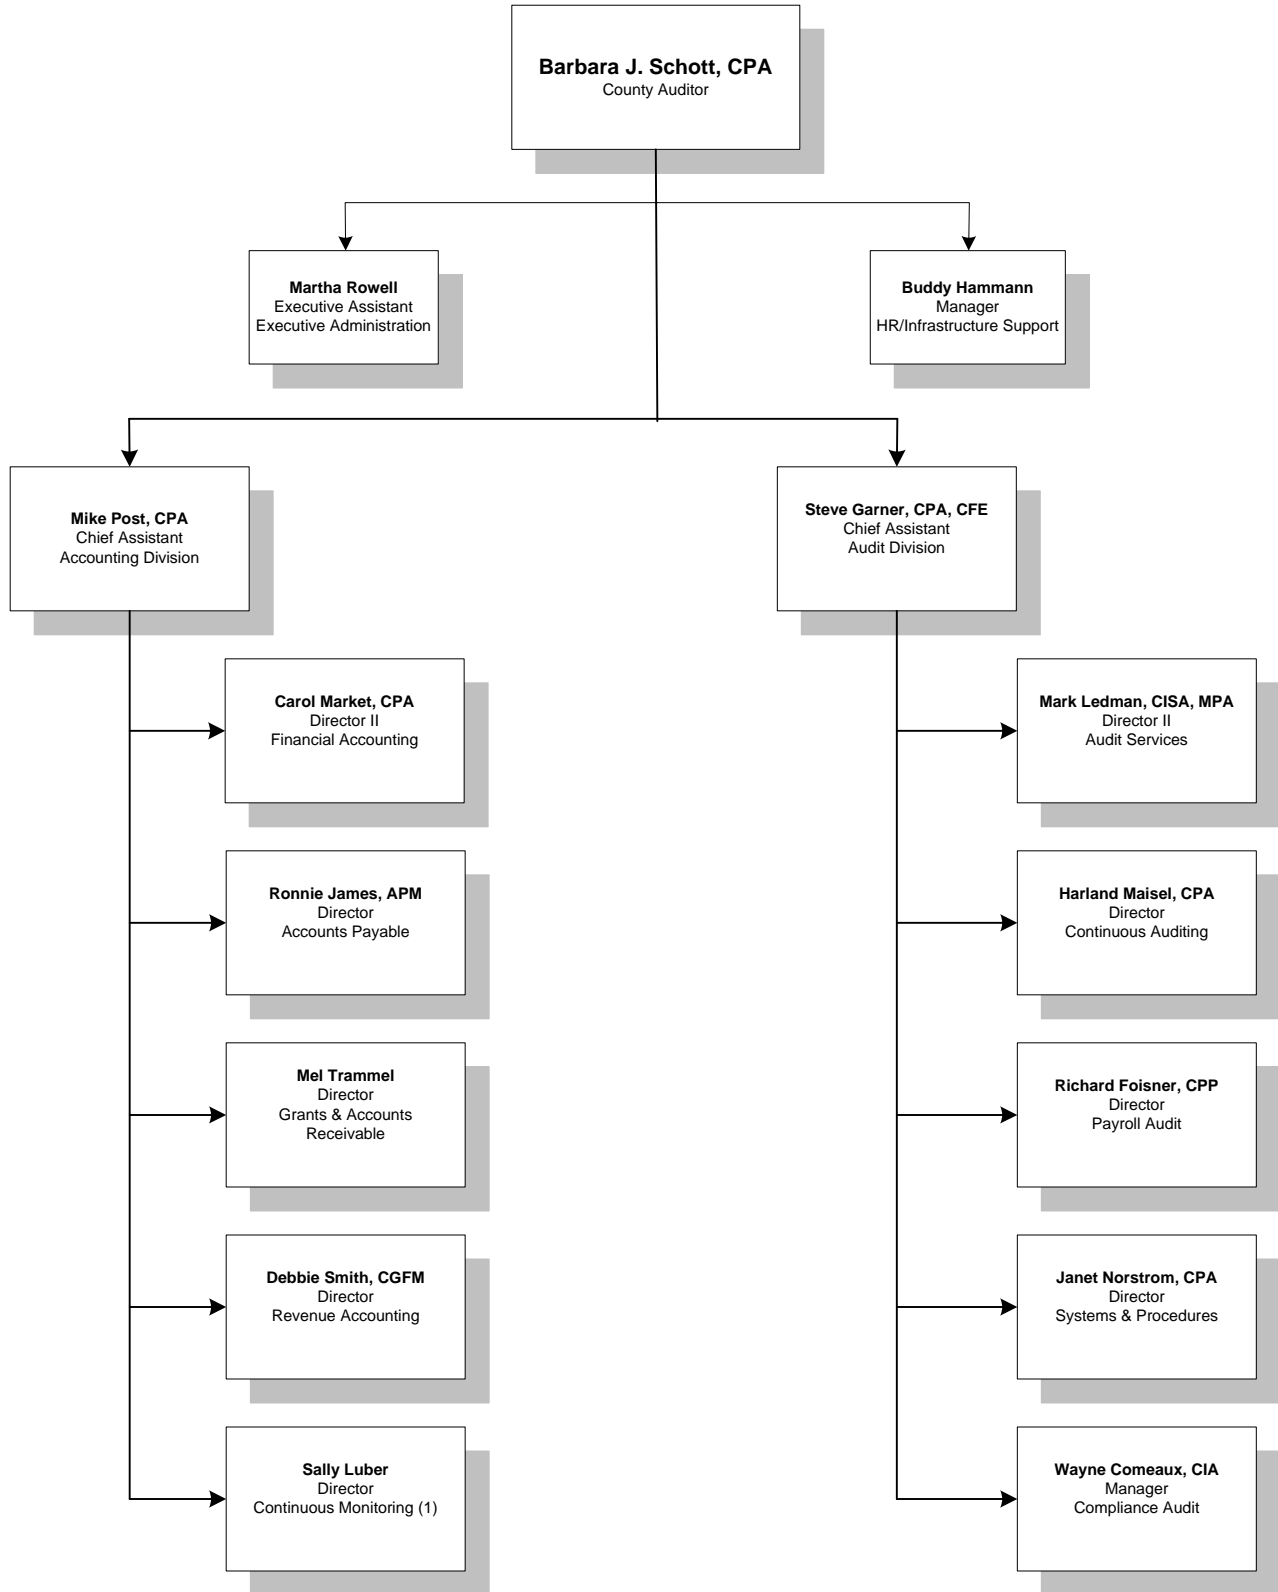 Barbara J. Schott, CPA
County Auditor
Martha Rowell
Executive Assistant
Executive Administration
Buddy Hammann
Manager
HR/Infrastructure Support
Mike Post, CPA
Chief Assistant
Accounting Division
Steve Garner, CPA, CFE
Chief Assistant
Audit Division
Carol Market, CPA
Director II
Financial Accounting
Ronnie James, APM
Director
Accounts Payable
Mel Trammel
Director
Grants & Accounts
Receivable
Debbie Smith, CGFM
Director
Revenue Accounting
Sally Luber
Director
Continuous Monitoring (1)
Mark Ledman, CISA, MPA
Director II
Audit Services
Harland Maisel, CPA
Director
Continuous Auditing
Richard Foisner, CPP
Director
Payroll Audit
Janet Norstrom, CPA
Director
Systems & Procedures
Wayne Comeaux, CIA
Manager
Compliance Audit